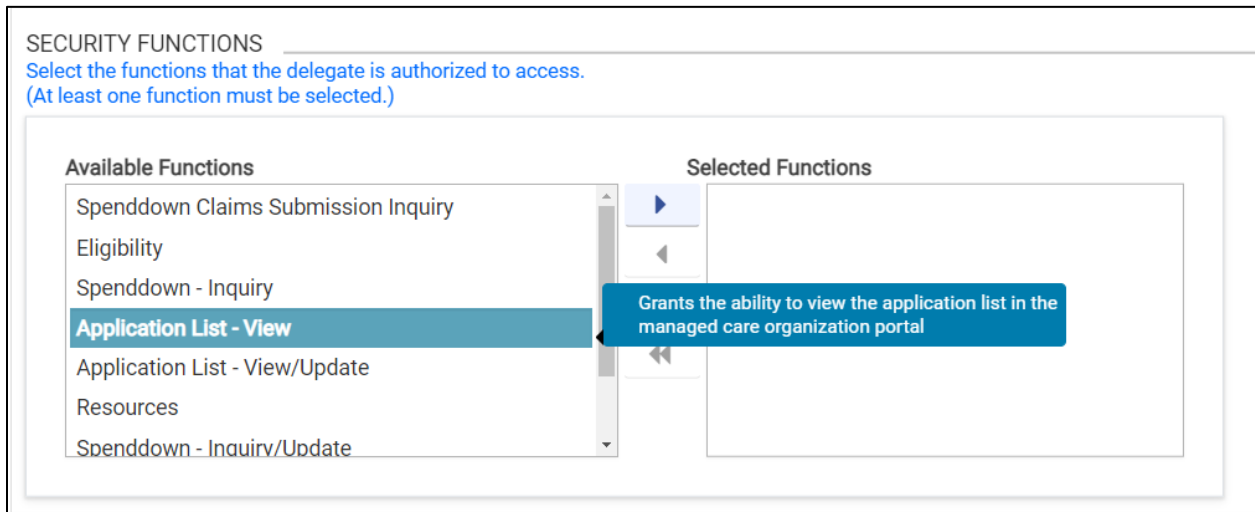 SECURITY FUNCTIONS
Select the functions that the delegate is authorized to access.
(At least one function must be selected.)
Available Functions
Selected Functions
Spenddown Claims Submission Inquiry
Eligibility
Spenddown - Inquiry
Application List - View
Grants the ability to view the application list in the
managed care organization portal
Application List - View/Update
Resources
Spenddown - Inquiry/Update